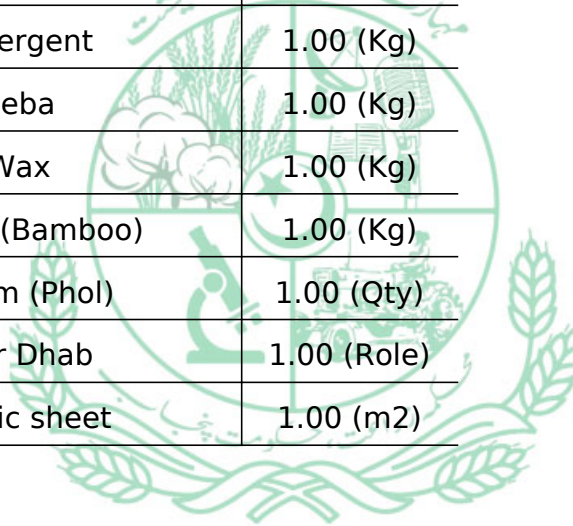 ergent 1.00 (Kg)
eba 1.00 (Kg)
Wax 1.00 (Kg)
(Bamboo) 1.00 (Kg)
m (Phol) 1.00 (Qty)
r Dhab 1.00 (Role)
ic sheet 1.00 (m2)